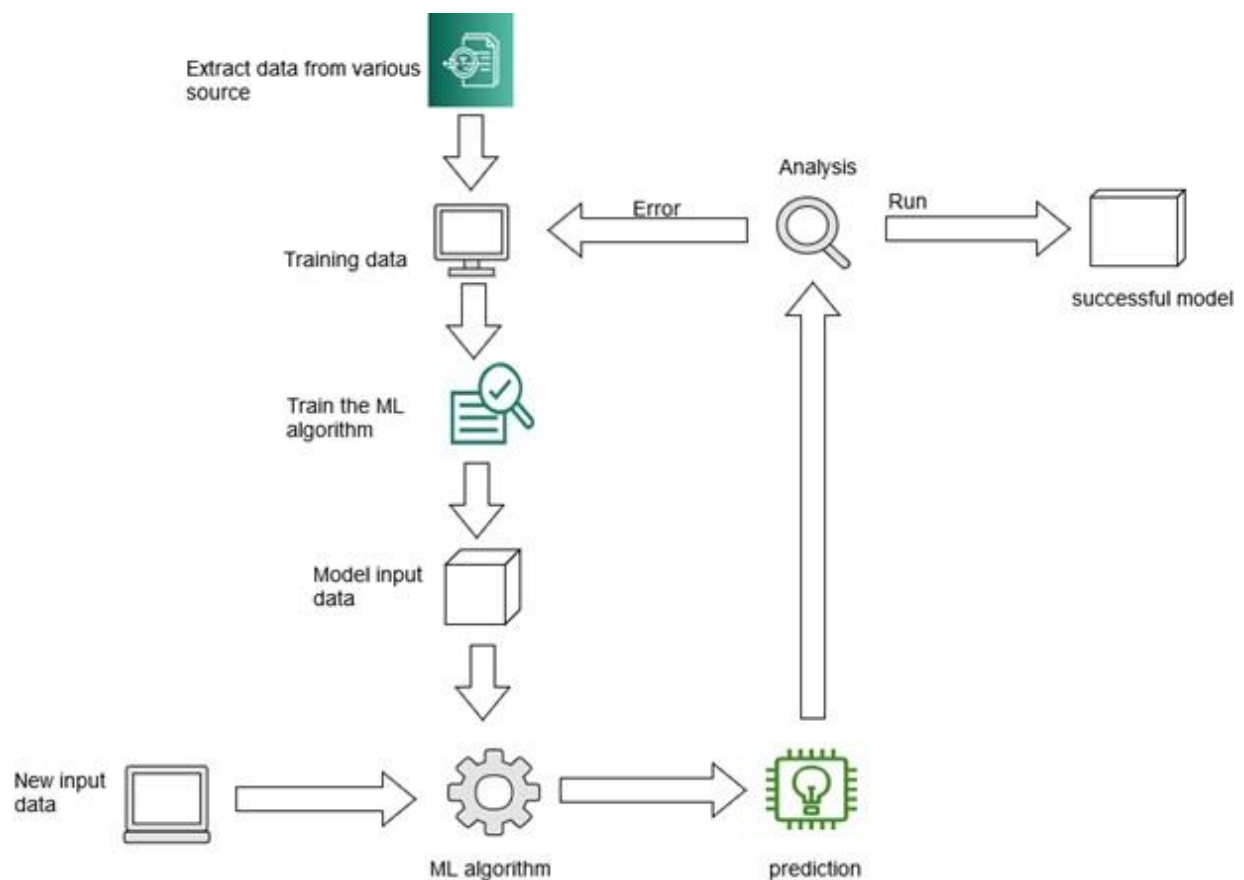 Extract data from various
source
Analysis
Error
Run
Training data
successful model
Train the ML
algorithm
Model input
data
New input
data
ML algorithm
prediction